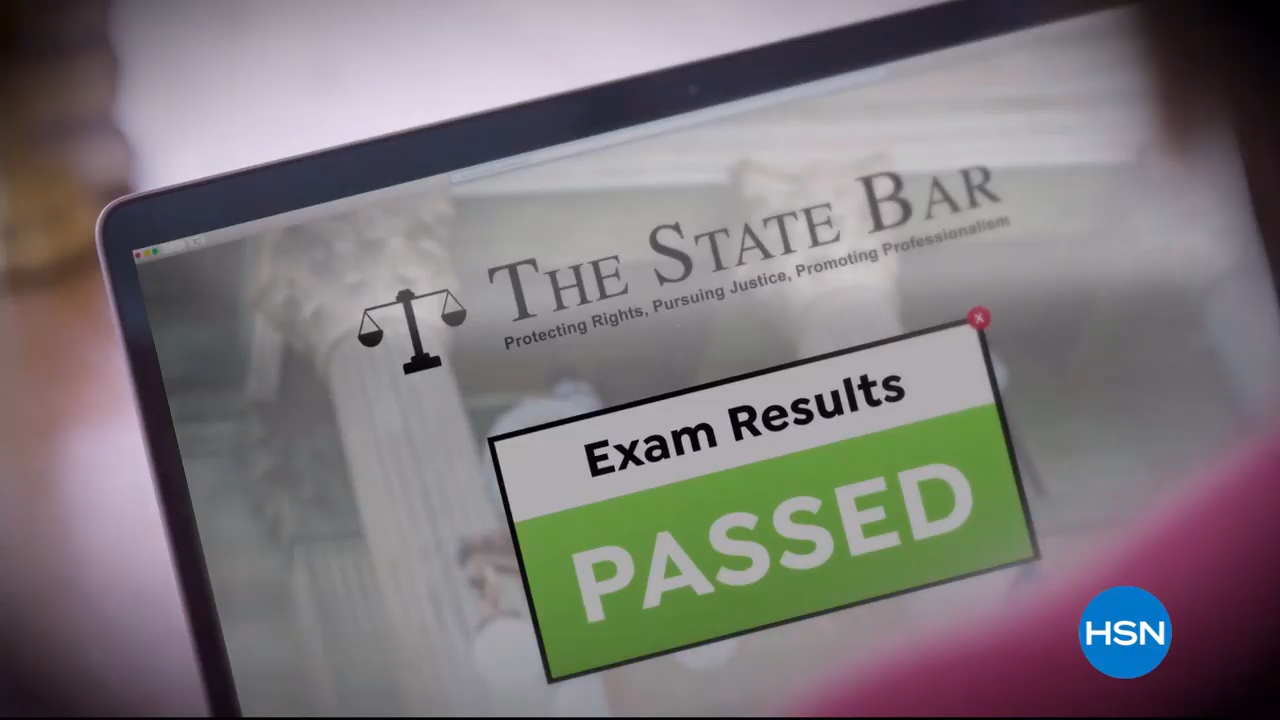 THE STATE BAR
Protecting Rights, Pursuing Justice, Promoting Professionalism
Exam Results
PASSED
HSN